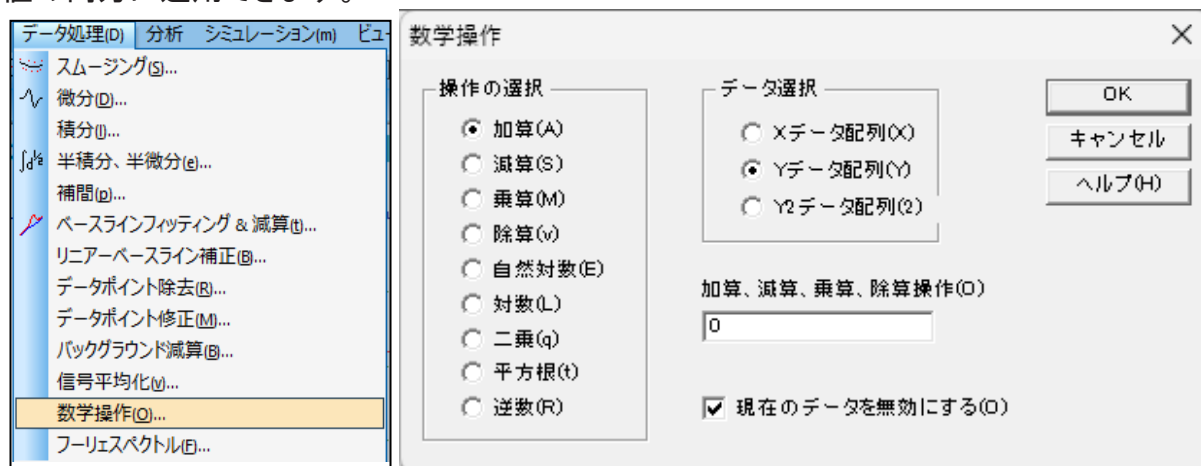 データ処理(D) 分析 シミュレーション(m) ビュー
スムージング(S)...
微分(D)...
積分(I)...
半積分、半微分(e)...
補間(p)...
ベースラインフィッティング & 減算(t)...
リニアーベースライン補正(B)...
データポイント除去(R)...
データポイント修正(M)...
バックグラウンド減算(B)...
信号平均化(v)...
数学操作(O)...
フーリェスペクトル(F)...
数学操作
操作の選択
加算(A)
減算(S)
乗算(M)
除算(v)
自然対数(E)
対数(L)
二乗(q)
平方根(t)
逆数(R)
データ選択
Xデータ配列(X)
Yデータ配列(Y)
Y2データ配列(2)
加算、減算、乗算、除算操作(O)
0
現在のデータを無効にする(O)
OK
キャンセル
ヘルプ(H)